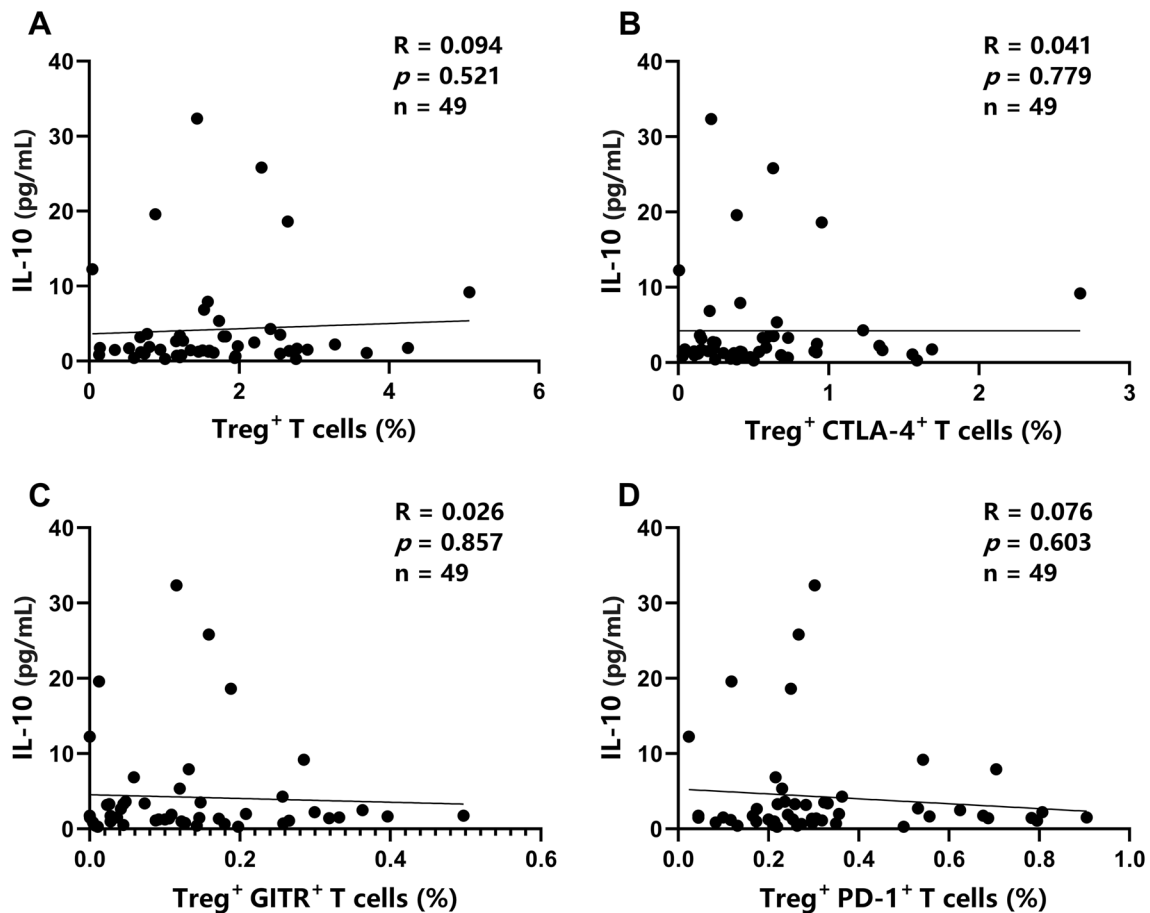 A
R = 0.094
p = 0.521
n = 49
IL-10 (pg/mL)
40
30
20
10
0
0 2 4 6
Treg⁺ T cells (%)
B
R = 0.041
p = 0.779
n = 49
IL-10 (pg/mL)
40
30
20
10
0
0 1 2 3
Treg⁺ CTLA-4⁺ T cells (%)
C
R = 0.026
p = 0.857
n = 49
IL-10 (pg/mL)
40
30
20
10
0
0.0 0.2 0.4 0.6
Treg⁺ GITR⁺ T cells (%)
D
R = 0.076
p = 0.603
n = 49
IL-10 (pg/mL)
40
30
20
10
0
0.0 0.2 0.4 0.6 0.8 1.0
Treg⁺ PD-1⁺ T cells (%)